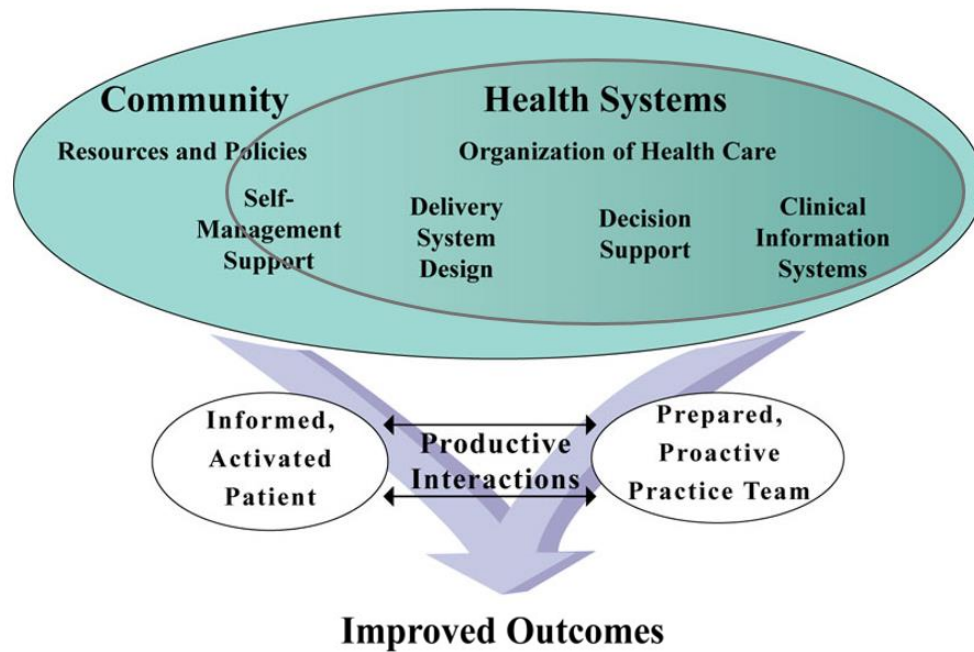 Community
Health Systems
Resources and Policies
Organization of Health Care
Self-
Management
Support
Delivery
System
Design
Decision
Support
Clinical
Information
Systems
Informed,
Activated
Patient
Productive
Interactions
Prepared,
Proactive
Practice Team
Improved Outcomes